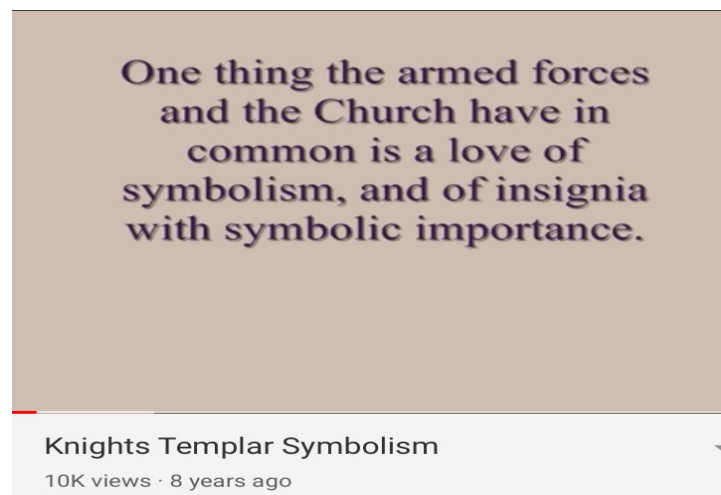 One thing the armed forces
and the Church have in
common is a love of
symbolism, and of insignia
with symbolic importance.
Knights Templar Symbolism
10K views · 8 years ago